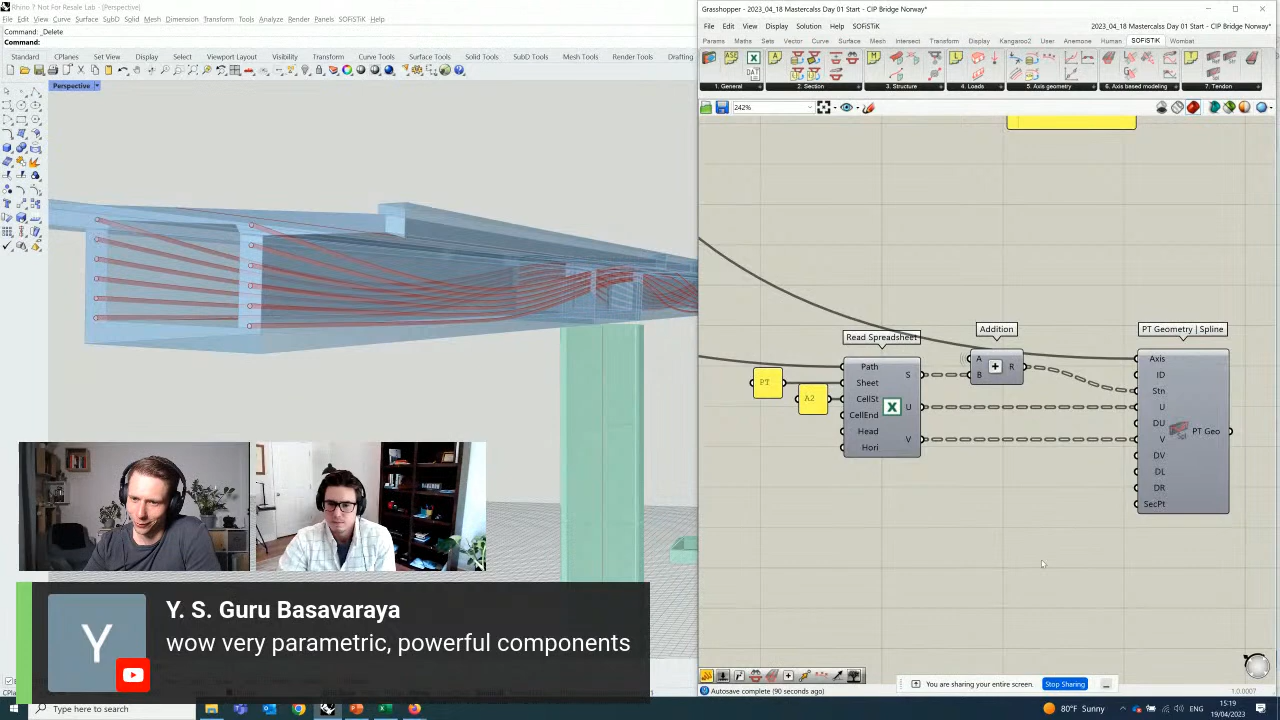 Rhino 7 Not For Resale Lab - (Perspective)
File Edit View Curve Surface SubD Solid Mesh Dimension Transform Tools Analyze Render Panels SOFiSTiK Help
Command: _Delete
Command:
Standard CPlanes Set View Display Select Viewport Layout Visibility Transform Curve Tools Surface Tools Solid Tools SubD Tools Mesh Tools Render Tools Drafting
Perspective
Grasshopper - 2023_04_18 Mastercalss Day 01 Start - CIP Bridge Norway*
File Edit View Display Solution Help SOFiSTiK
2023_04_18 Mastercalss Day 01 Start - CIP Bridge Norway*
Params Maths Sets Vector Curve Surface Mesh Intersect Transform Display Kangaroo2 User Anemone Human SOFiSTiK Wombat
1. General 2. Section 3. Structure 4. Loads 5. Axis geometry 6. Axis based modeling 7. Tendon
242%
Read Spreadsheet
Path
Sheet
CellSt
CellEnd
Head
Hori
S
U
V
PT
A2
Addition
A
B
R
PT Geometry | Spline
Axis
ID
Stn
U
DU
V
DV
DL
DR
SecPt
PT Geo
Y
Y. S. Guru Basavaraya
wow very parametric, powerful components
Autosave complete (90 seconds ago)
You are sharing your entire screen.
Stop Sharing
1.0.0007
Type here to search
80°F Sunny
15:19
19/04/2023